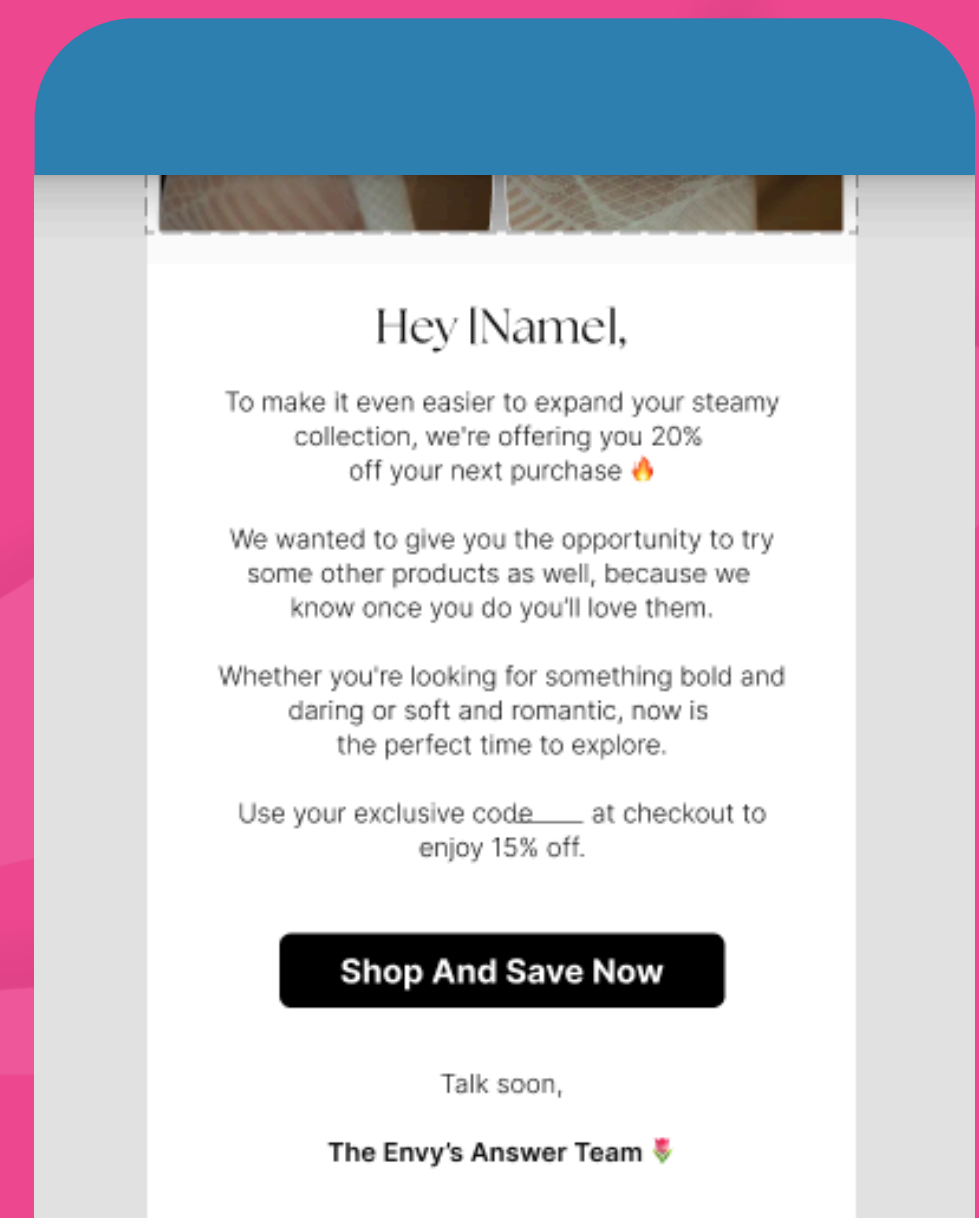 Hey [Name],
To make it even easier to expand your steamy
collection, we're offering you 20%
off your next purchase 🔥
We wanted to give you the opportunity to try
some other products as well, because we
know once you do you'll love them.
Whether you're looking for something bold and
daring or soft and romantic, now is
the perfect time to explore.
Use your exclusive code____ at checkout to
enjoy 15% off.
Shop And Save Now
Talk soon,
The Envy's Answer Team 🌷